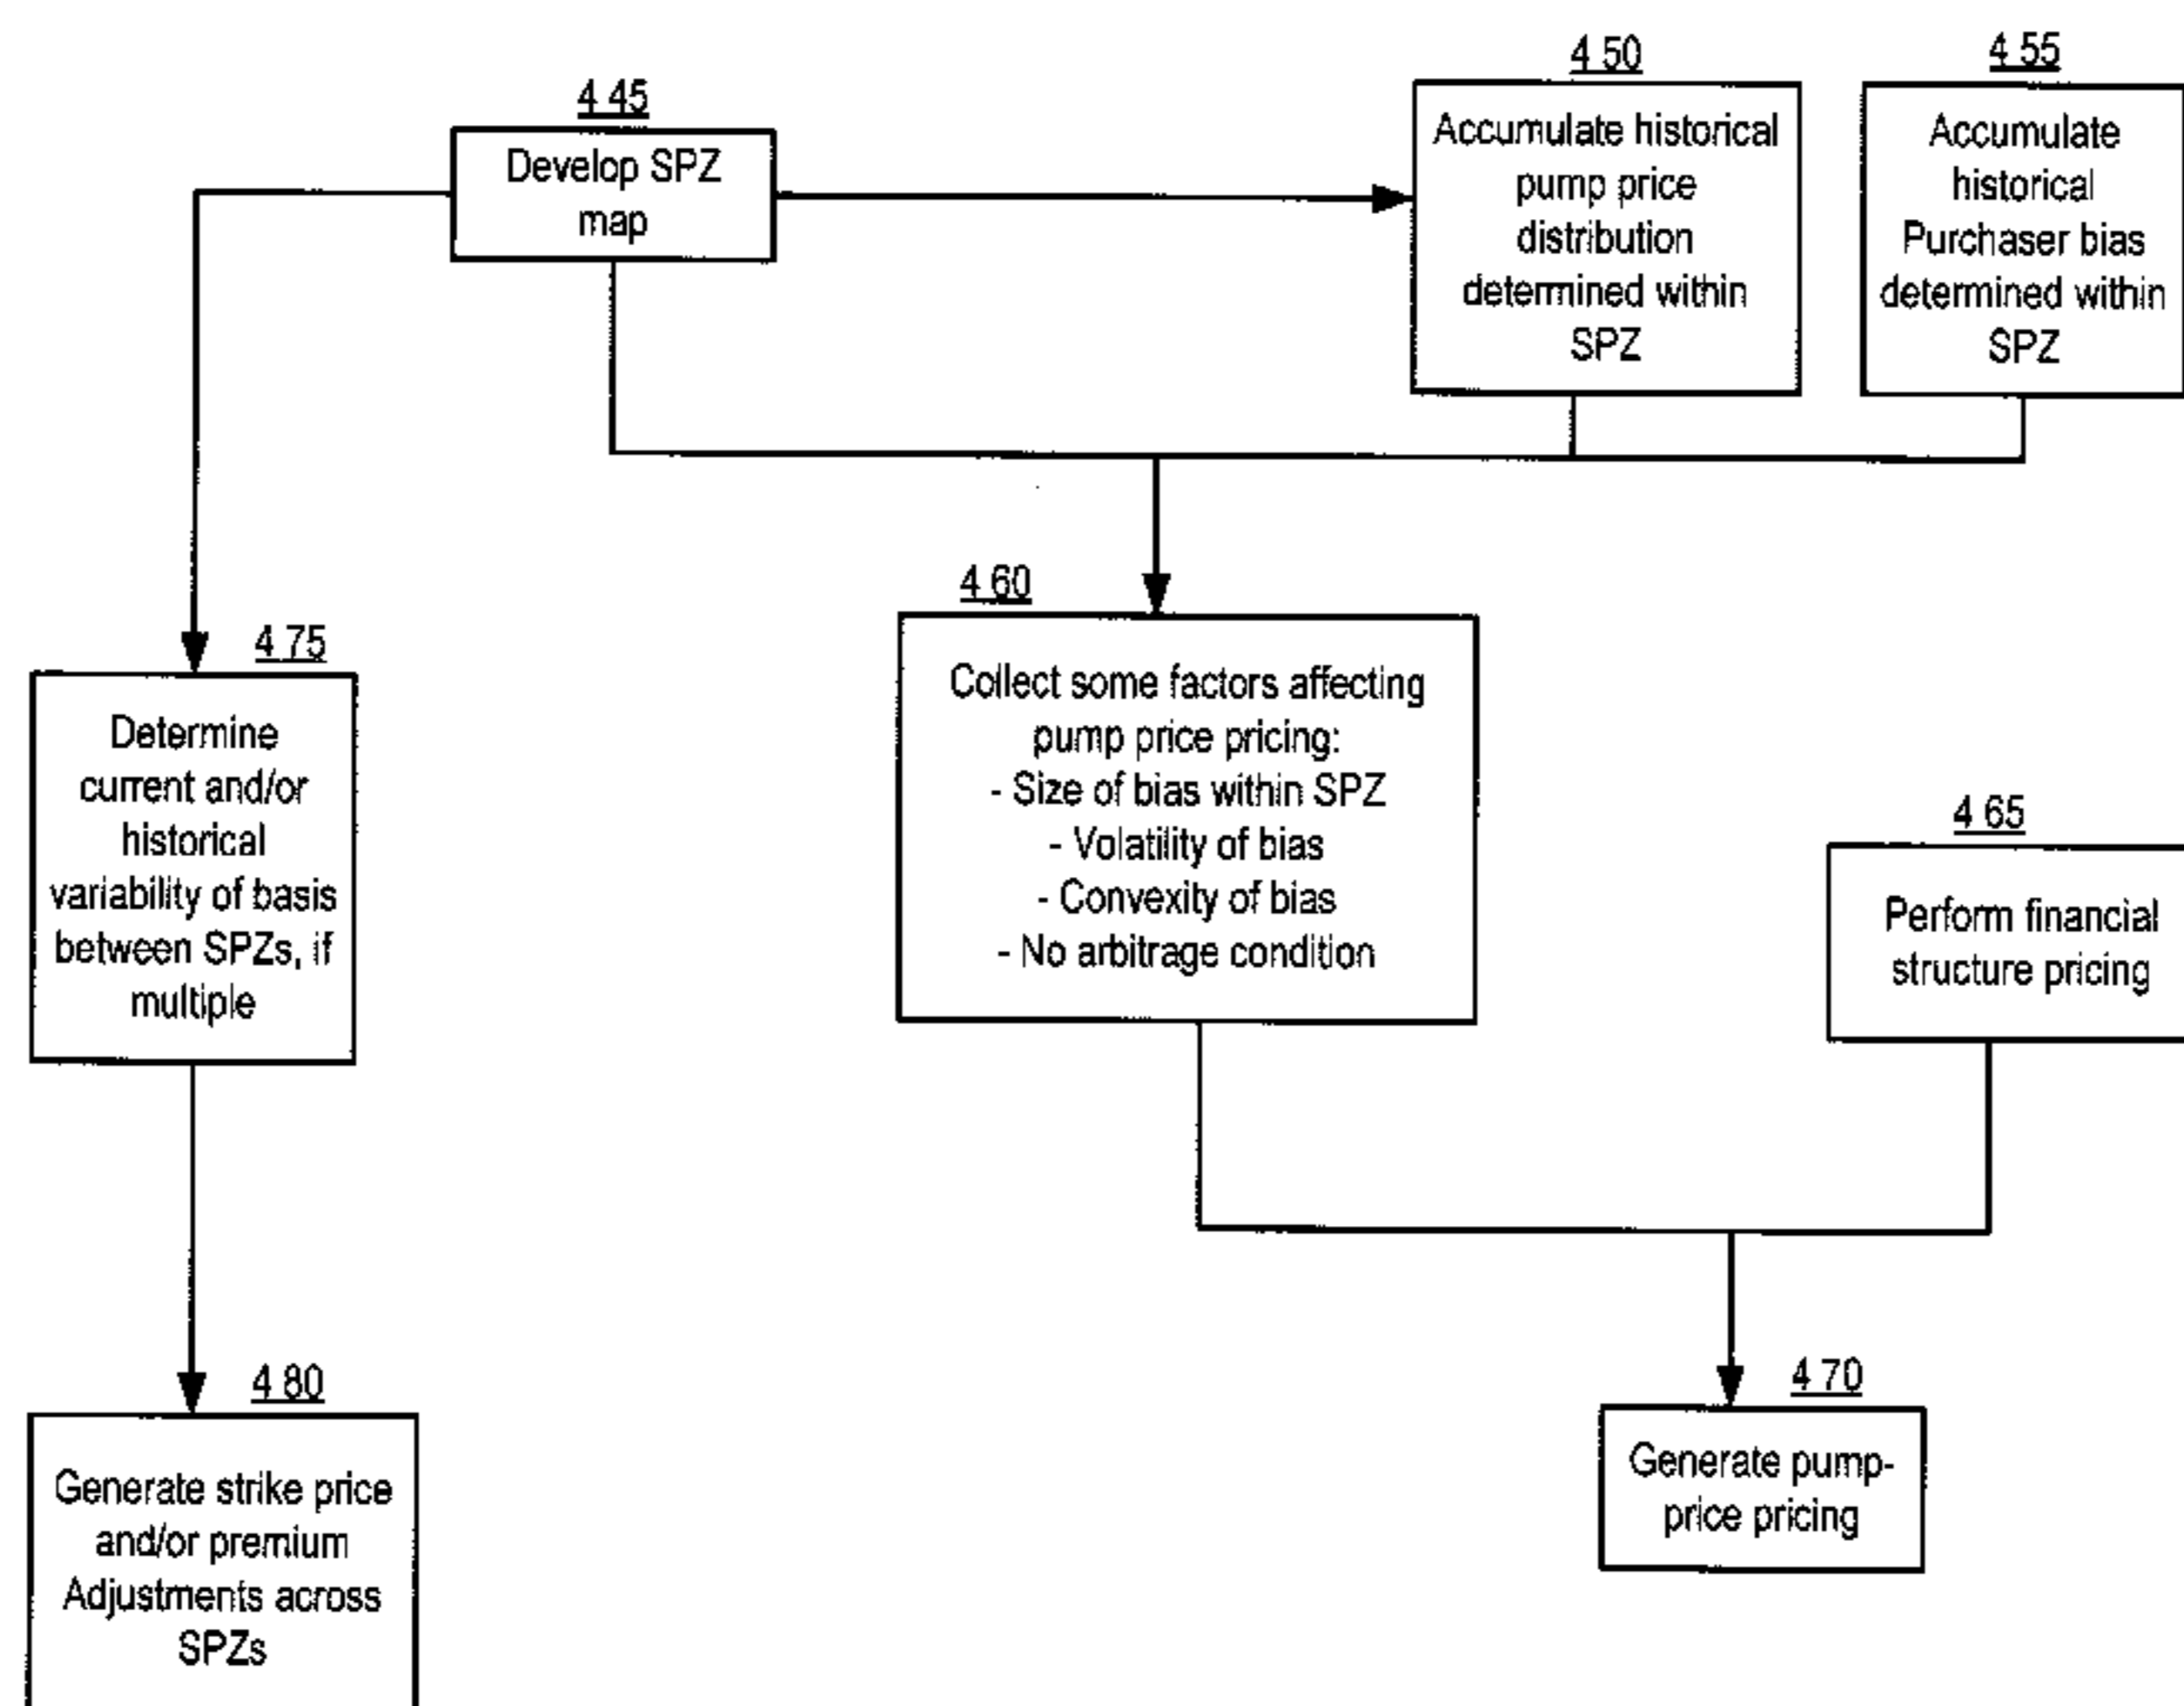 4 45
Develop SPZ
map
4 50
Accumulate historical
pump price
distribution
determined within
SPZ
4 55
Accumulate
historical
Purchaser bias
determined within
SPZ
4 60
Collect some factors affecting
pump price pricing:
- Size of bias within SPZ
- Volatility of bias
- Convexity of bias
- No arbitrage condition
4 75
Determine
current and/or
historical
variability of basis
between SPZs, if
multiple
4 65
Perform financial
structure pricing
4 80
Generate strike price
and/or premium
Adjustments across
SPZs
4 70
Generate pump-
price pricing